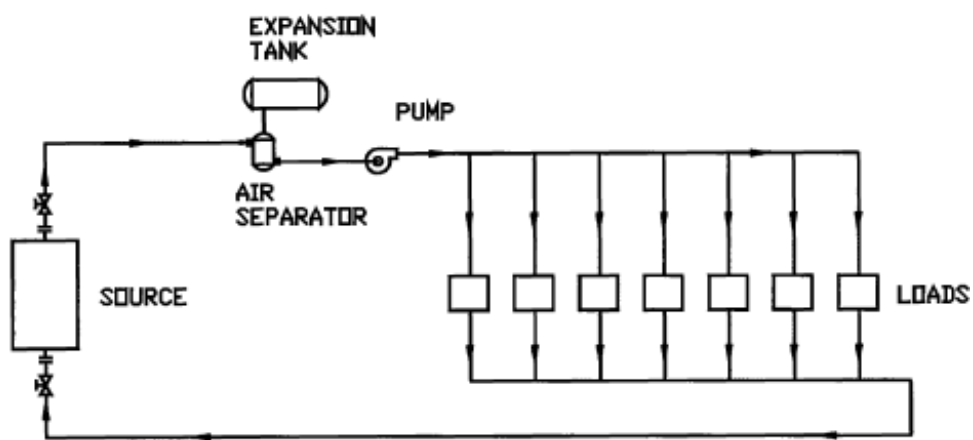 EXPANSION
TANK
PUMP
AIR
SEPARATOR
SOURCE
LOADS